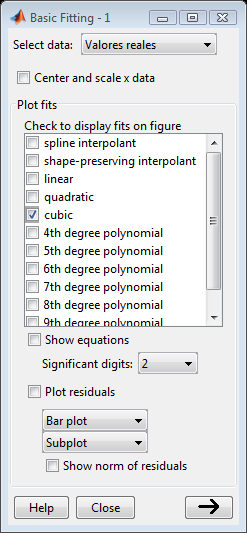 Basic Fitting - 1
Select data: Valores reales
Center and scale x data
Plot fits
Check to display fits on figure
spline interpolant
shape-preserving interpolant
linear
quadratic
cubic
4th degree polynomial
5th degree polynomial
6th degree polynomial
7th degree polynomial
8th degree polynomial
9th degree polynomial
Show equations
Significant digits: 2
Plot residuals
Bar plot
Subplot
Show norm of residuals
Help Close